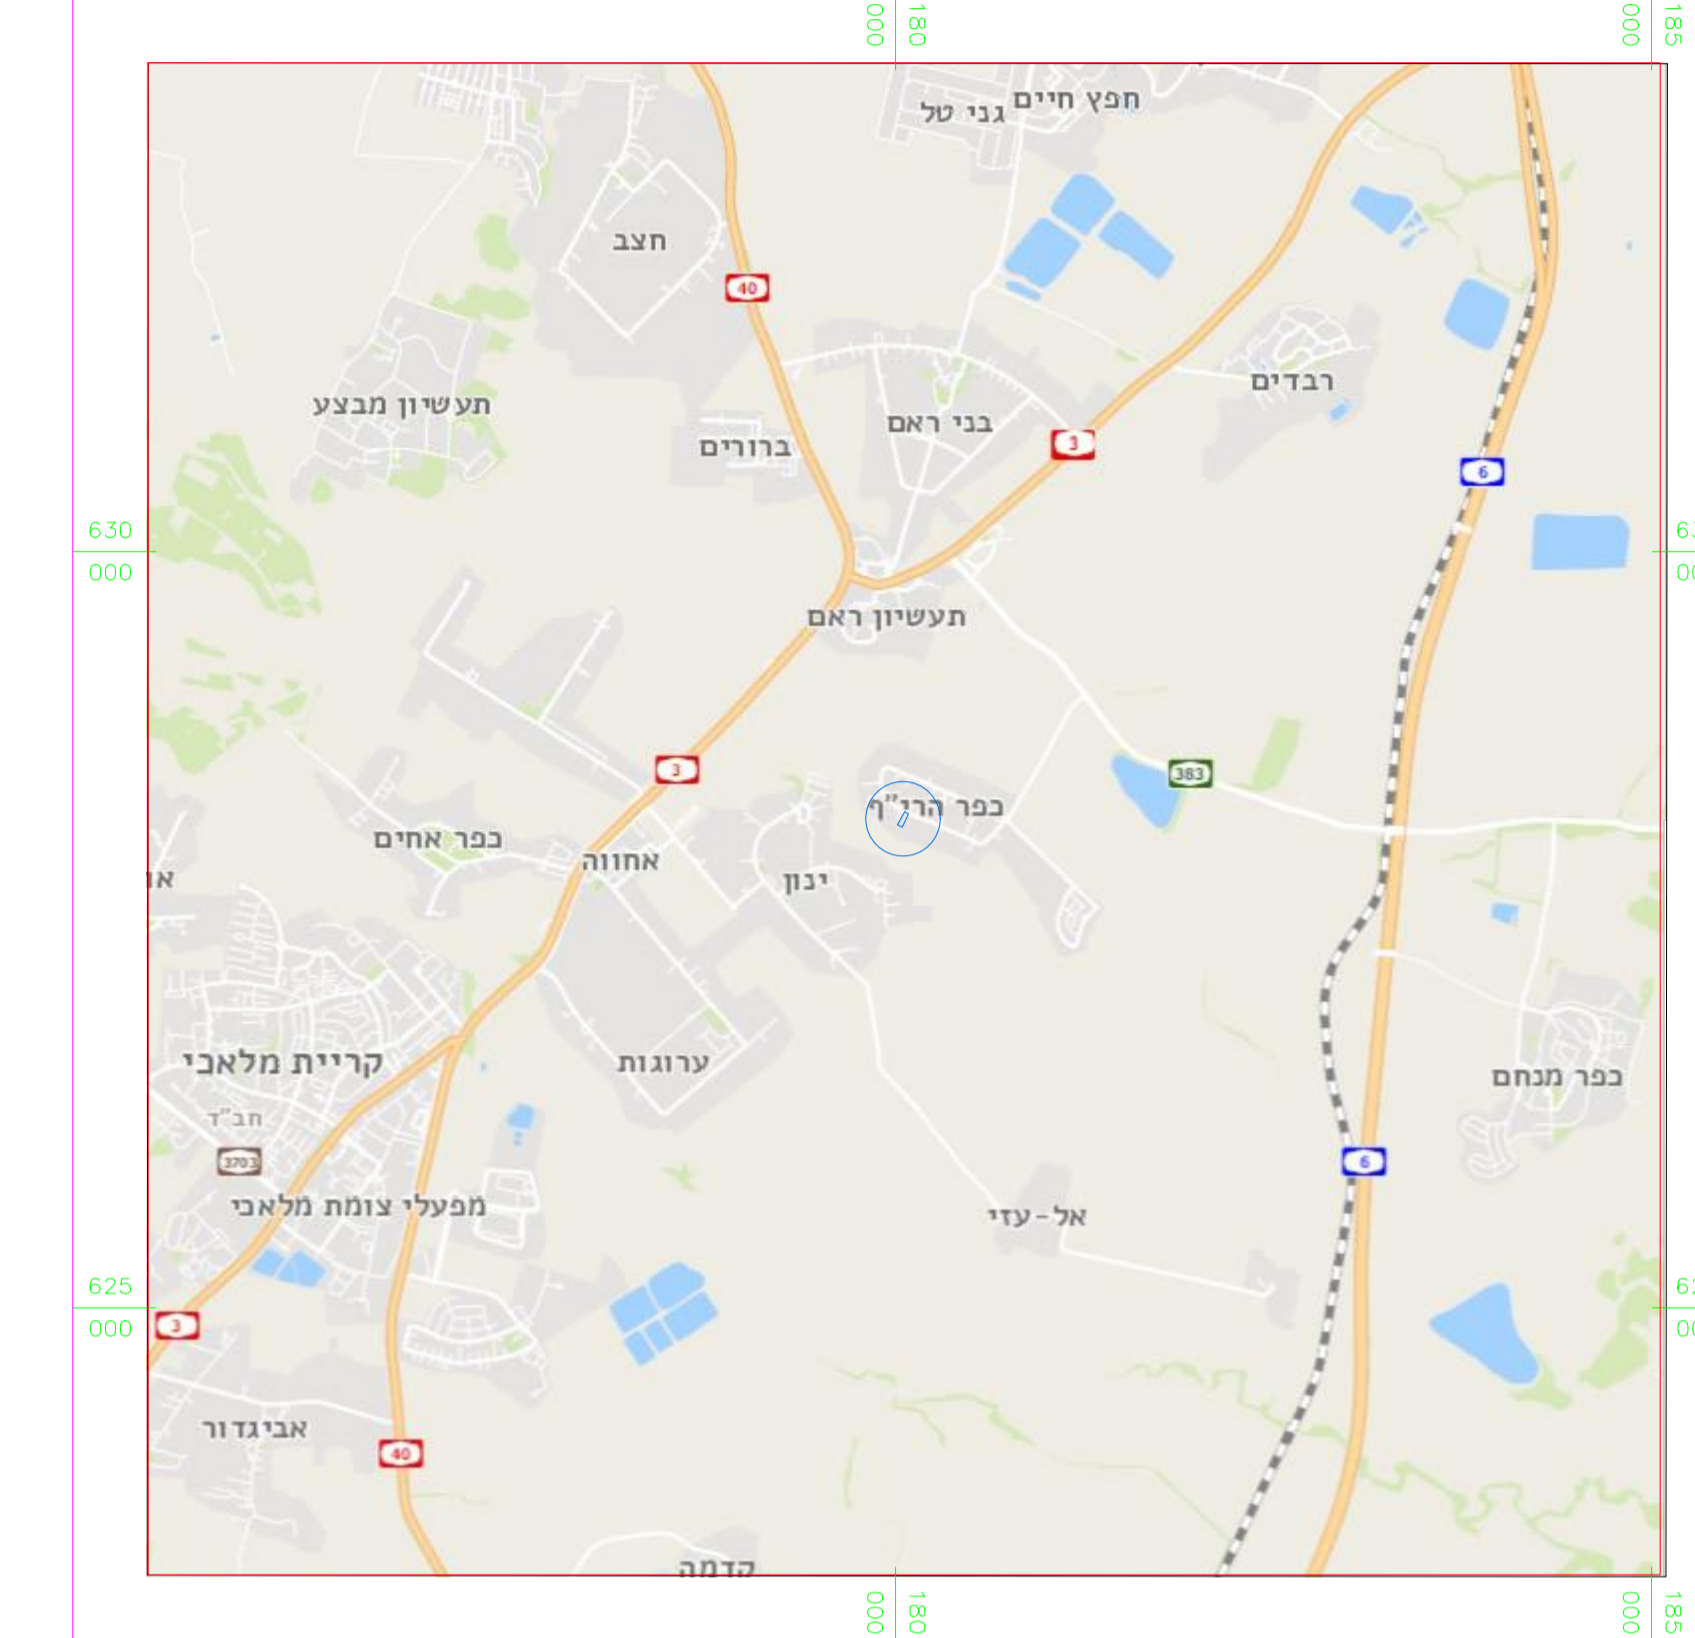 180
000
185
000
חפץ חיים
גני טל
חצב
40
רבדים
תעשיון מבצע
בני ראם
ברורים
3
6
630
000
תעשיון ראם
3
383
כפר הרי"ף
כפר אחים
אחווה
ינון
או
קריית מלאכי
ערוגות
כפר מנחם
חב"ד
3703
6
מפעלי צומת מלאכי
אל-עזי
625
000
3
אביגדור
40
קדמה
180
000
185
000